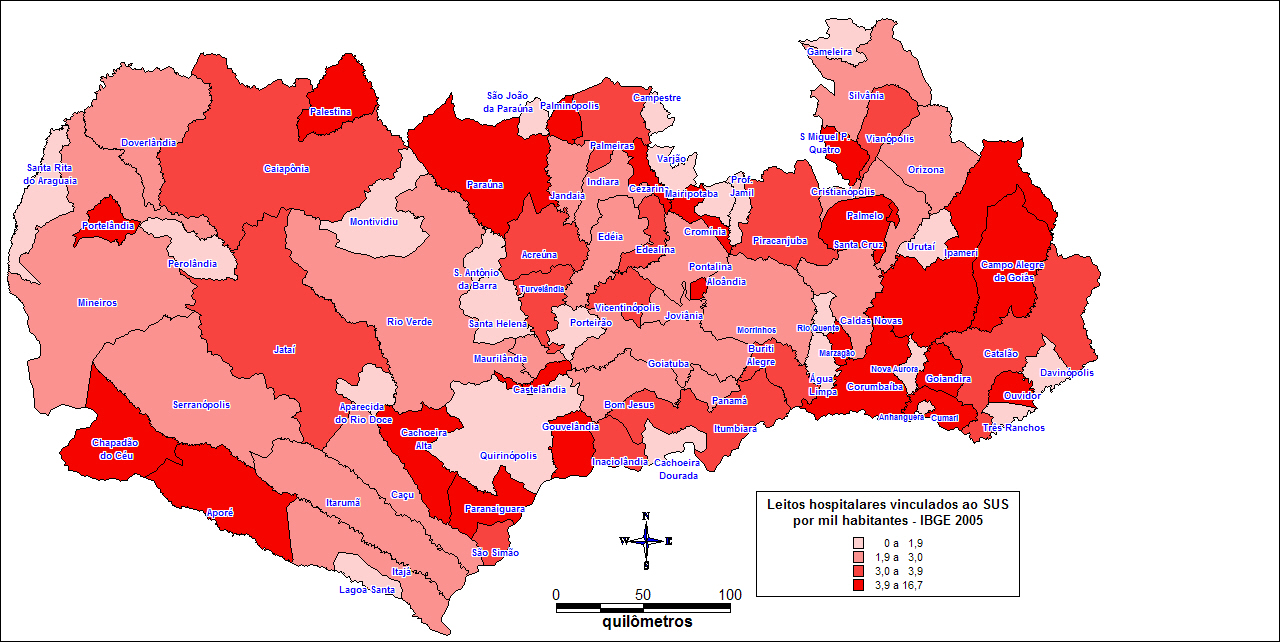 Gameleira
São João
da Paraúna
Palminópolis
Campestre
Silvânia
Palestina
Doverlândia
S Miguel P.
Quatro
Vianópolis
Palmeiras
Varjão
Santa Rita
do Araguaia
Caiapônia
Orizona
Paraúna
Jandaia
Indiara
Cezarina
Mairipotaba
Prof.
Jamil
Cristianópolis
Portelândia
Montividiu
Palmelo
Edéia
Cromínia
Piracanjuba
Santa Cruz
Urutaí
Ipameri
Edealina
Acreúna
Perolândia
Pontalina
Campo Alegre
de Goiás
S. Antônio
da Barra
Aloândia
Turvelândia
Mineiros
Vicentinópolis
Joviânia
Rio Verde
Santa Helena
Porteirão
Morrinhos
Rio Quente
Caldas Novas
Jataí
Buriti
Alegre
Marzagão
Catalão
Maurilândia
Goiatuba
Nova Aurora
Davinópolis
Água
Limpa
Corumbaíba
Goiandira
Castelândia
Ouvidor
Serranópolis
Aparecida
do Rio Doce
Bom Jesus
Panamá
Anhanguera
Cumari
Três Ranchos
Gouvelândia
Itumbiara
Cachoeira
Alta
Chapadão
do Céu
Quirinópolis
Inaciolândia
Cachoeira
Dourada
Caçu
Itarumã
Aporé
Paranaiguara
São Simão
Itajá
Lagoa Santa
N
W E
S
0 50 100
quilômetros
Leitos hospitalares vinculados ao SUS
por mil habitantes - IBGE 2005
0 a 1,9
1,9 a 3,0
3,0 a 3,9
3,9 a 16,7